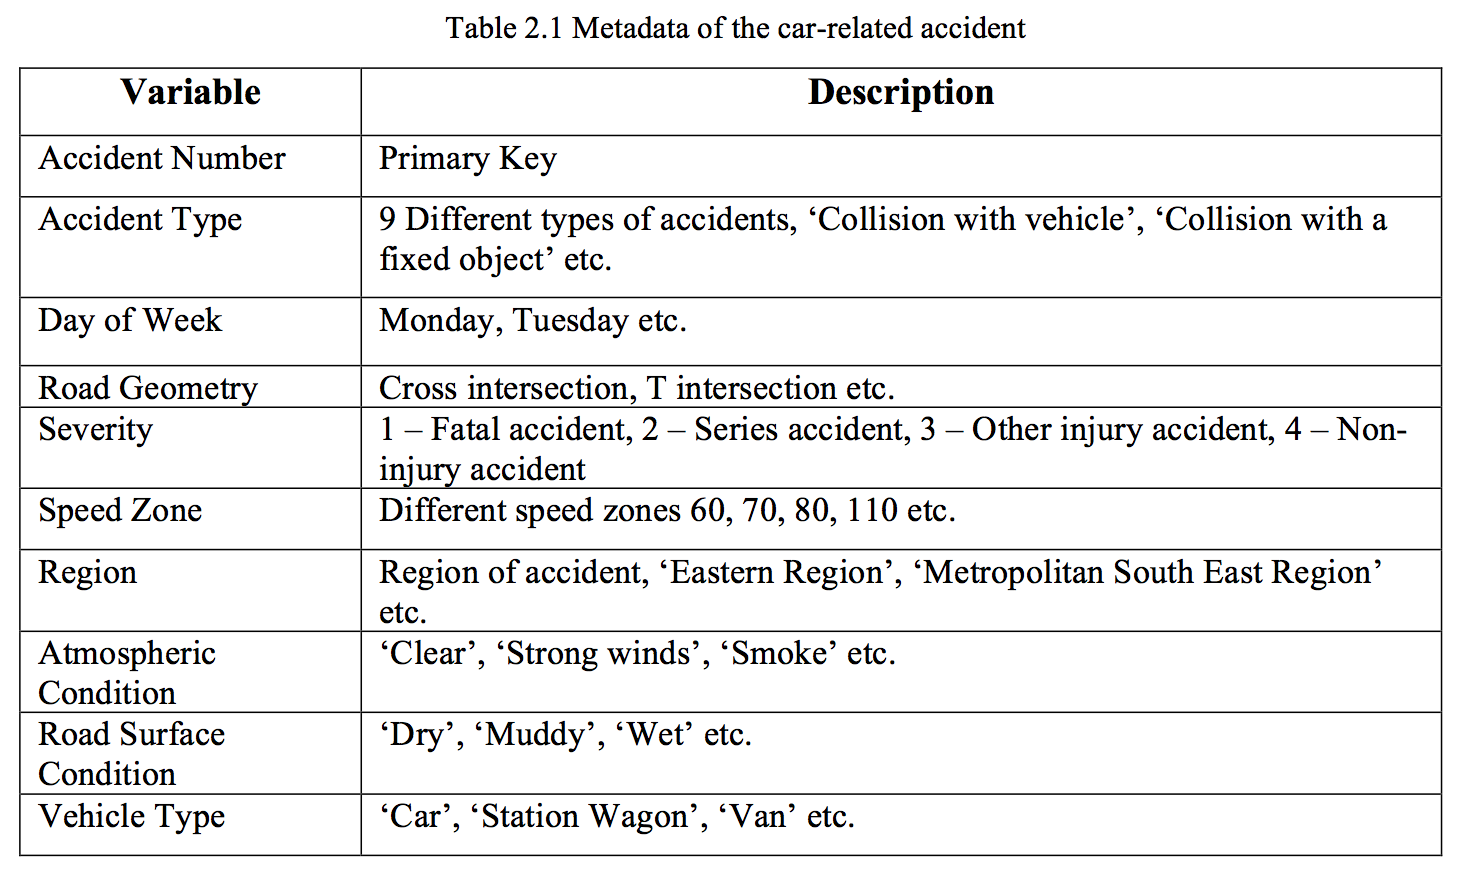 Table 2.1 Metadata of the car-related accident
Variable
Description
Accident Number
Primary Key
Accident Type
9 Different types of accidents, ‘Collision with vehicle’, ‘Collision with a
fixed object’ etc.
Day of Week
Monday, Tuesday etc.
Road Geometry
Cross intersection, T intersection etc.
Severity
1 – Fatal accident, 2 – Series accident, 3 – Other injury accident, 4 – Non-
injury accident
Speed Zone
Different speed zones 60, 70, 80, 110 etc.
Region
Region of accident, ‘Eastern Region’, ‘Metropolitan South East Region’
etc.
Atmospheric
Condition
‘Clear’, ‘Strong winds’, ‘Smoke’ etc.
Road Surface
Condition
‘Dry’, ‘Muddy’, ‘Wet’ etc.
Vehicle Type
‘Car’, ‘Station Wagon’, ‘Van’ etc.